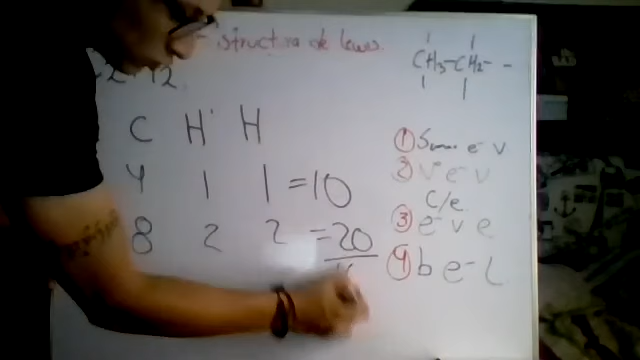 structura de lewis
CH3-CH2- -
C H H
4 1 1 =10
8 2 2 =20
① Suma e- v
② e- v
C/e
③ e- v e
④ b e- L